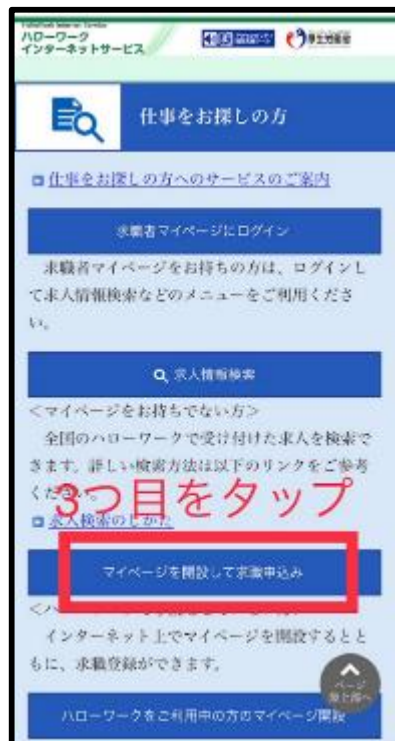 ハローワーク
インターネットサービス
仕事をお探しの方
仕事をお探しの方へのサービスのご案内
求職者マイページにログイン
求職者マイページをお持ちの方は、ログインし
て求人情報検索などのメニューをご利用くださ
い。
求人情報検索
<マイページをお持ちでない方>
全国のハローワークで受け付けた求人を検索で
きます。詳しい検索方法は以下のリンクをご参考
ください。
3つ目をタップ
求人検索のしかた
マイページを開設して求職申込み
インターネット上でマイページを開設するとと
もに、求職登録ができます。
ページ
ハローワークをご利用中の方のマイページ開設